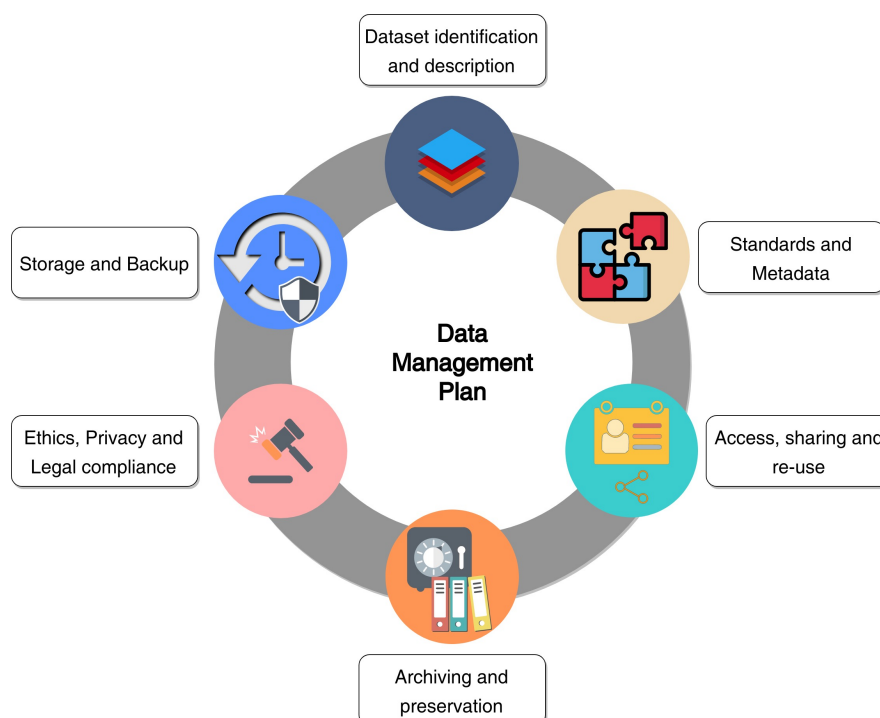 Dataset identification
and description
Storage and Backup
Standards and
Metadata
Data
Management
Plan
Ethics, Privacy and
Legal compliance
Access, sharing and
re-use
Archiving and
preservation